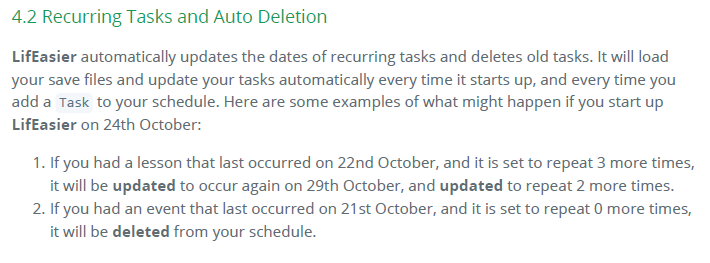 4.2 Recurring Tasks and Auto Deletion
LifEasier automatically updates the dates of recurring tasks and deletes old tasks. It will load
your save files and update your tasks automatically every time it starts up, and every time you
add a Task to your schedule. Here are some examples of what might happen if you start up
LifEasier on 24th October:
1. If you had a lesson that last occurred on 22nd October, and it is set to repeat 3 more times,
it will be updated to occur again on 29th October, and updated to repeat 2 more times.
2. If you had an event that last occurred on 21st October, and it is set to repeat 0 more times,
it will be deleted from your schedule.